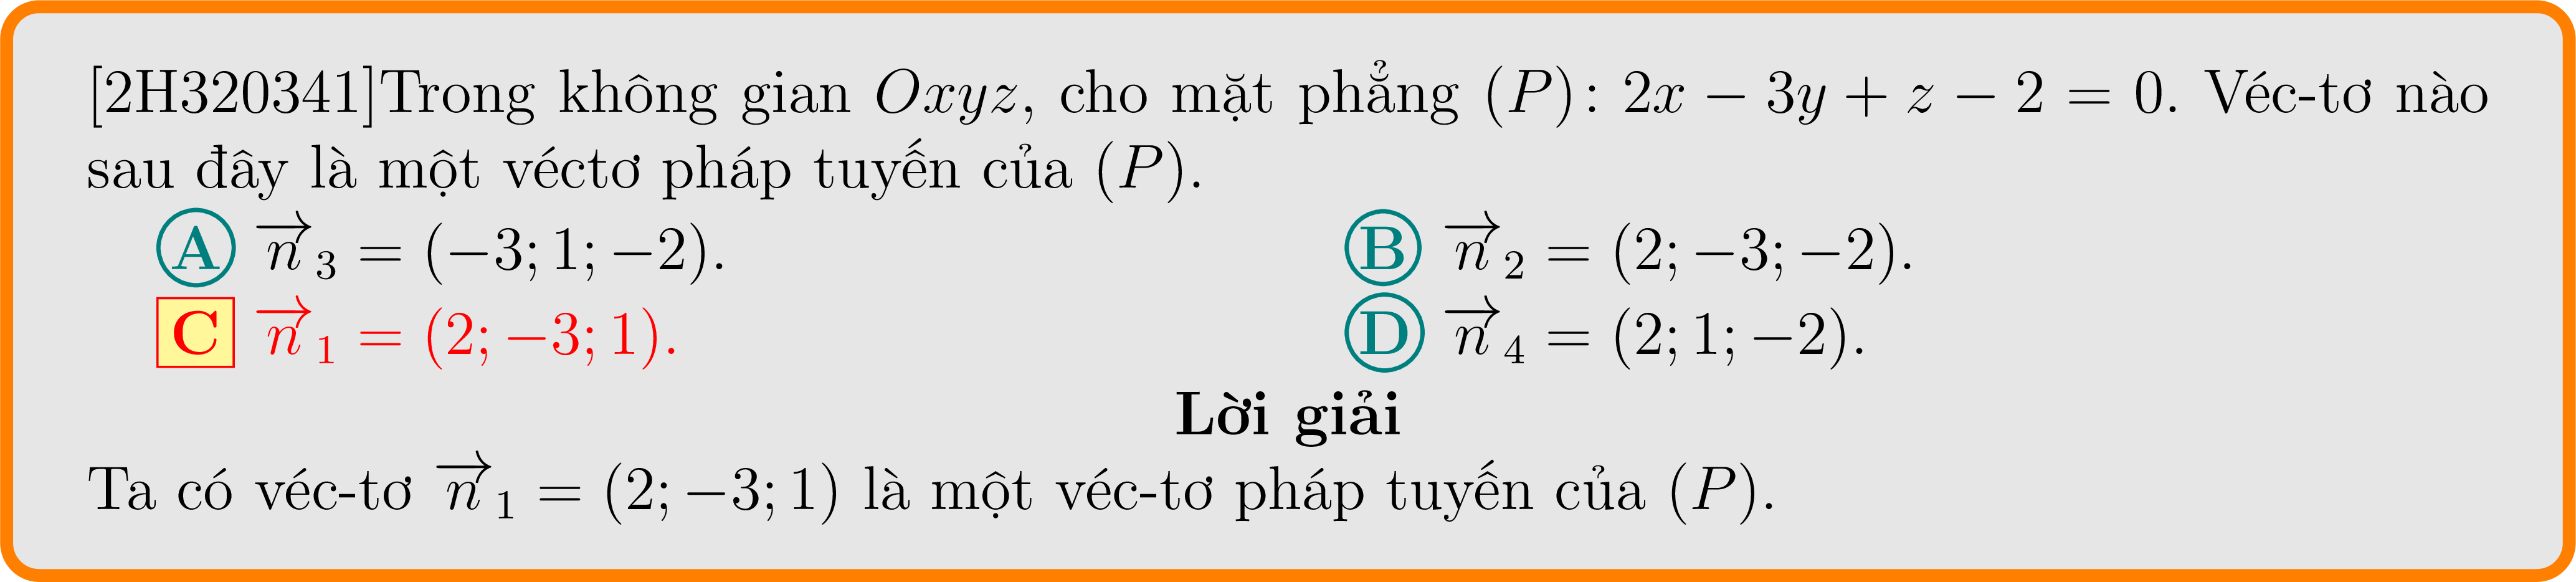 [2H320341]Trong không gian Oxyz, cho mặt phẳng (P): 2x − 3y + z − 2 = 0. Véc-tơ nào
sau đây là một véctơ pháp tuyến của (P).
A $\overrightarrow{n}_3$ = (−3; 1; −2). B $\overrightarrow{n}_2$ = (2; −3; −2).
C $\overrightarrow{n}_1$ = (2; −3; 1). D $\overrightarrow{n}_4$ = (2; 1; −2).
Lời giải
Ta có véc-tơ $\overrightarrow{n}_1$ = (2; −3; 1) là một véc-tơ pháp tuyến của (P).